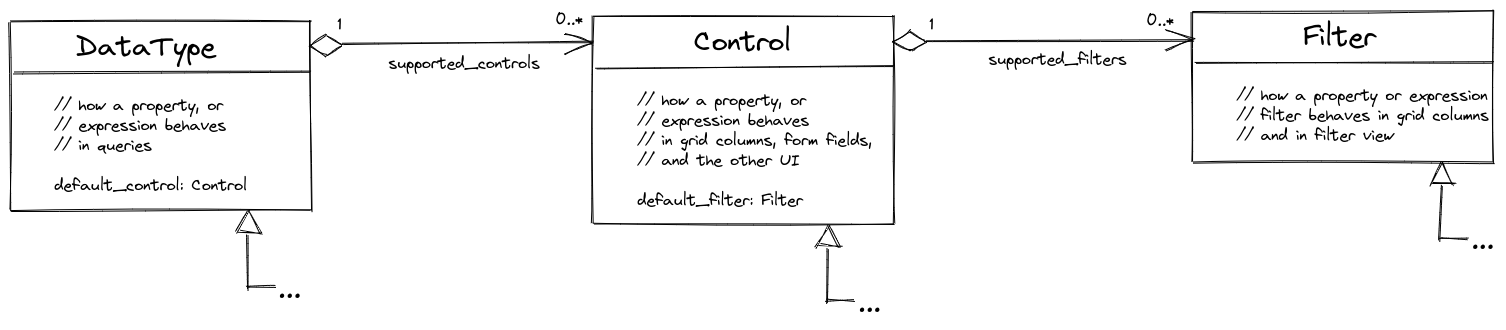 DataType
// how a property, or
// expression behaves
// in queries
default_control: Control
...
1
0..*
supported_controls
Control
// how a property, or
// expression behaves
// in grid columns, form fields,
// and the other UI
default_filter: Filter
...
1
0..*
supported_filters
Filter
// how a property or expression
// filter behaves in grid columns
// and in filter view
...